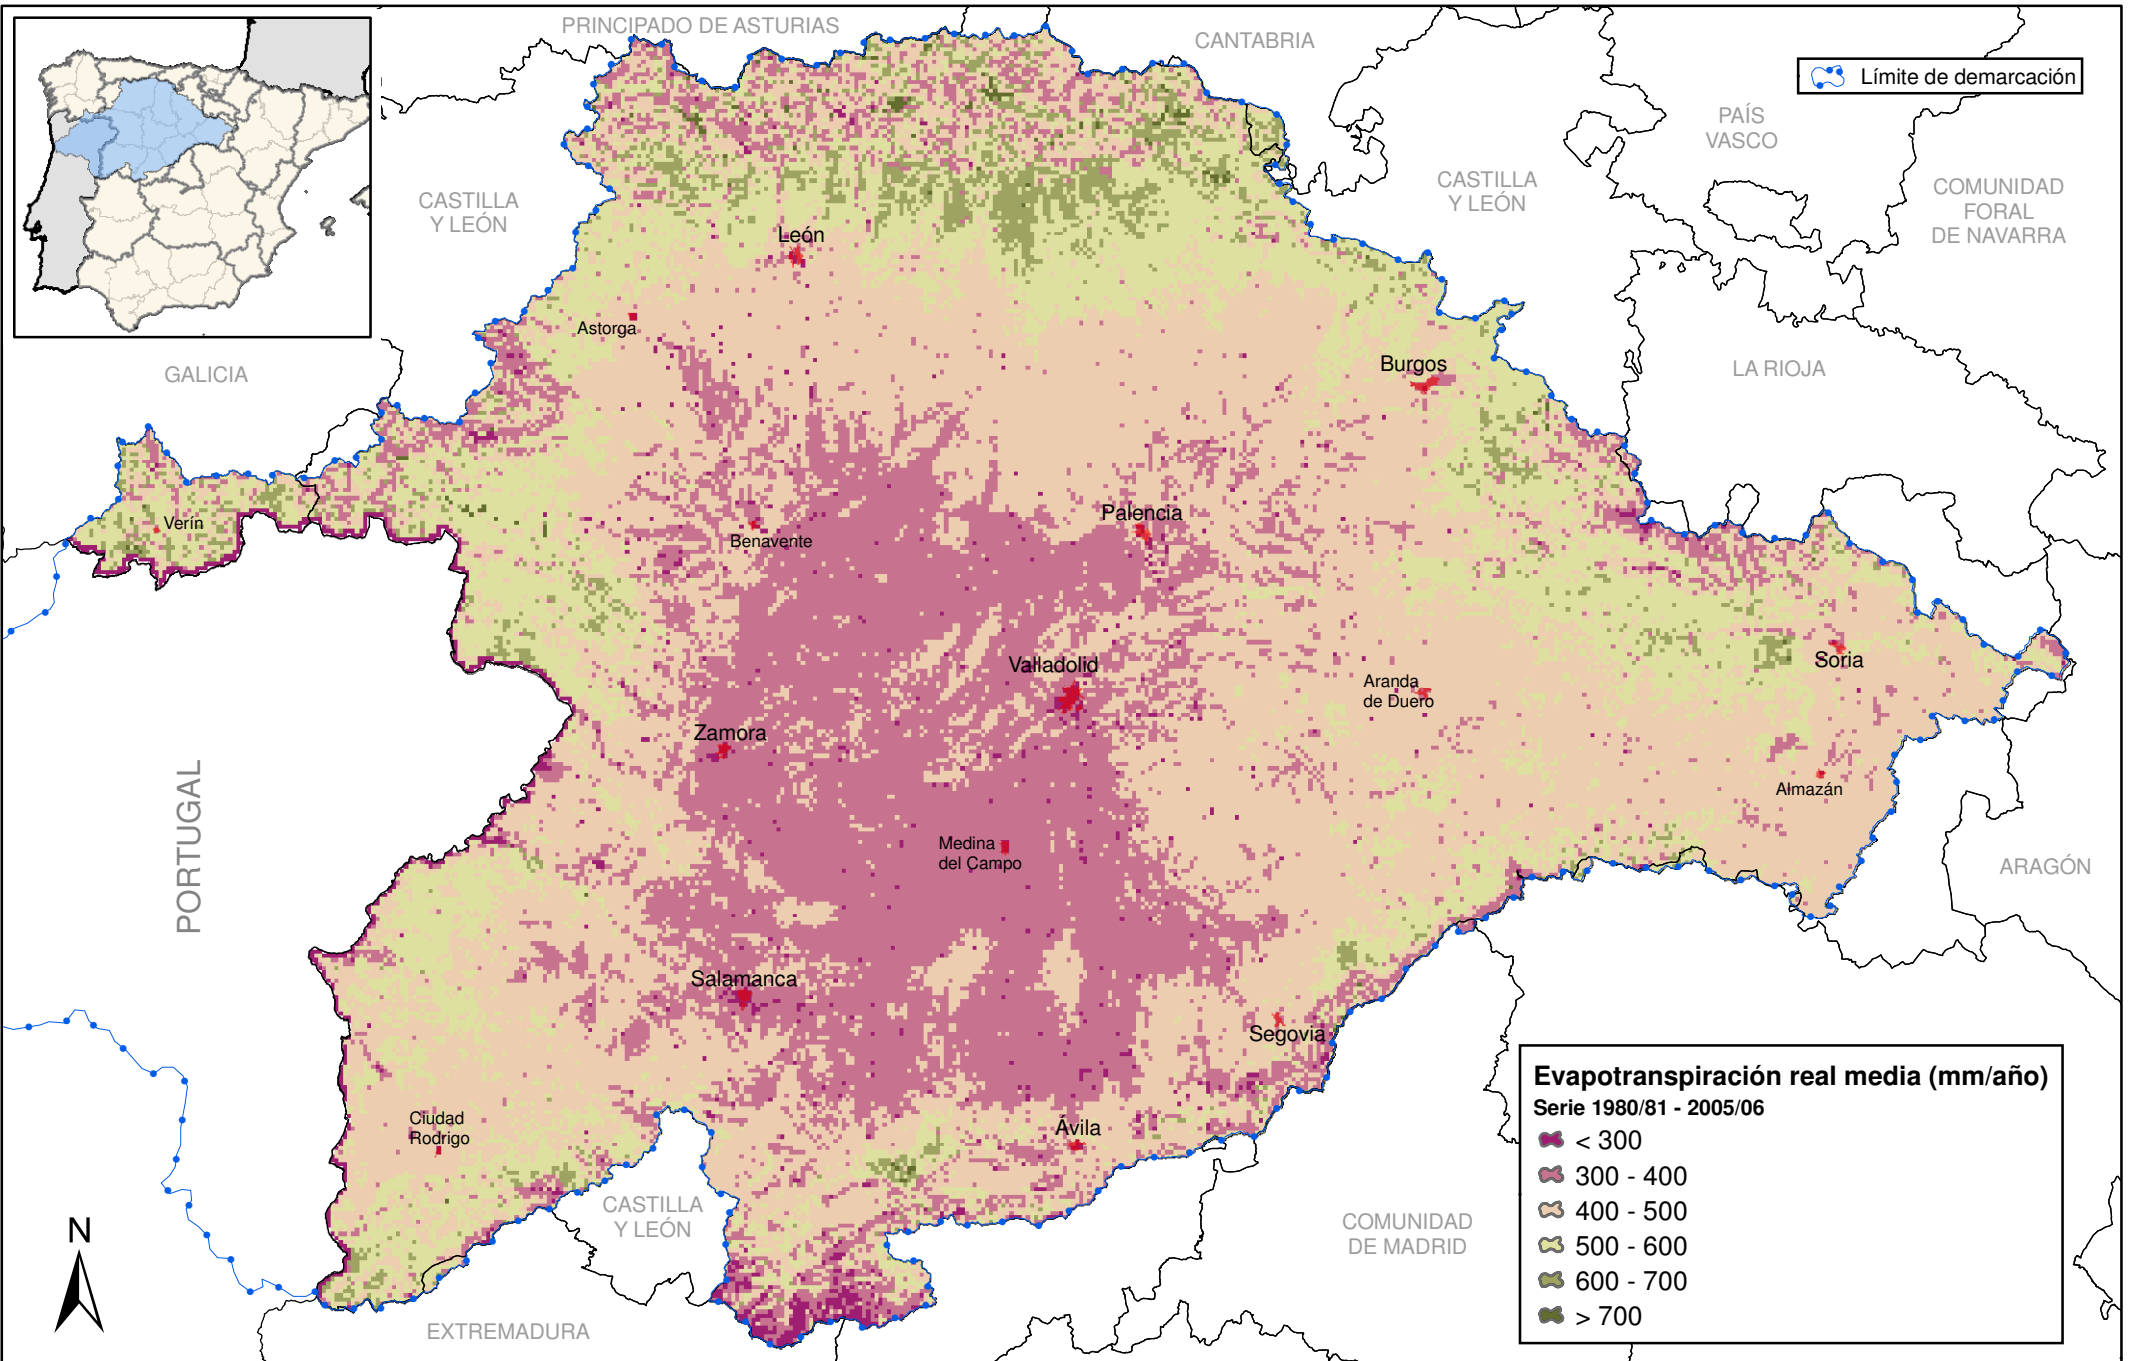 PRINCIPADO DE ASTURIAS
CANTABRIA
Límite de demarcación
PAÍS
VASCO
CASTILLA
Y LEÓN
CASTILLA
Y LEÓN
COMUNIDAD
FORAL
DE NAVARRA
León
Astorga
GALICIA
Burgos
LA RIOJA
Verín
Benavente
Palencia
Valladolid
Aranda
de Duero
Soria
Zamora
PORTUGAL
Almazán
Medina
del Campo
ARAGÓN
Salamanca
Segovia
Ciudad
Rodrigo
Ávila
CASTILLA
Y LEÓN
COMUNIDAD
DE MADRID
EXTREMADURA
N
Evapotranspiración real media (mm/año)
Serie 1980/81 - 2005/06
< 300
300 - 400
400 - 500
500 - 600
600 - 700
> 700